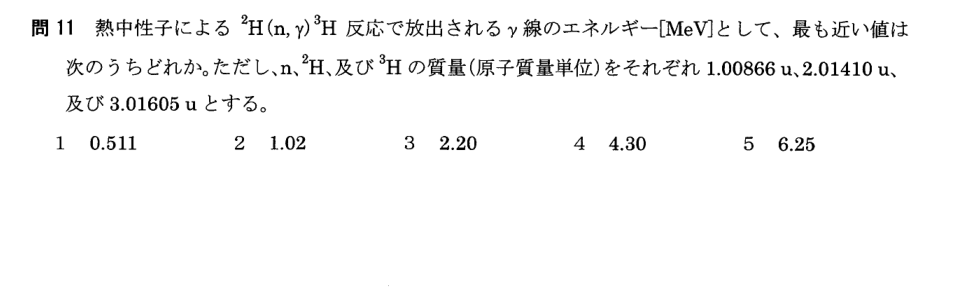 問 11 熱中性子による ²H(n, γ)³H 反応で放出されるγ線のエネルギー[MeV]として、最も近い値は
次のうちどれか。ただし、n、²H、及び ³H の質量(原子質量単位)をそれぞれ 1.00866 u、2.01410 u、
及び 3.01605 u とする。
1 0.511 2 1.02 3 2.20 4 4.30 5 6.25